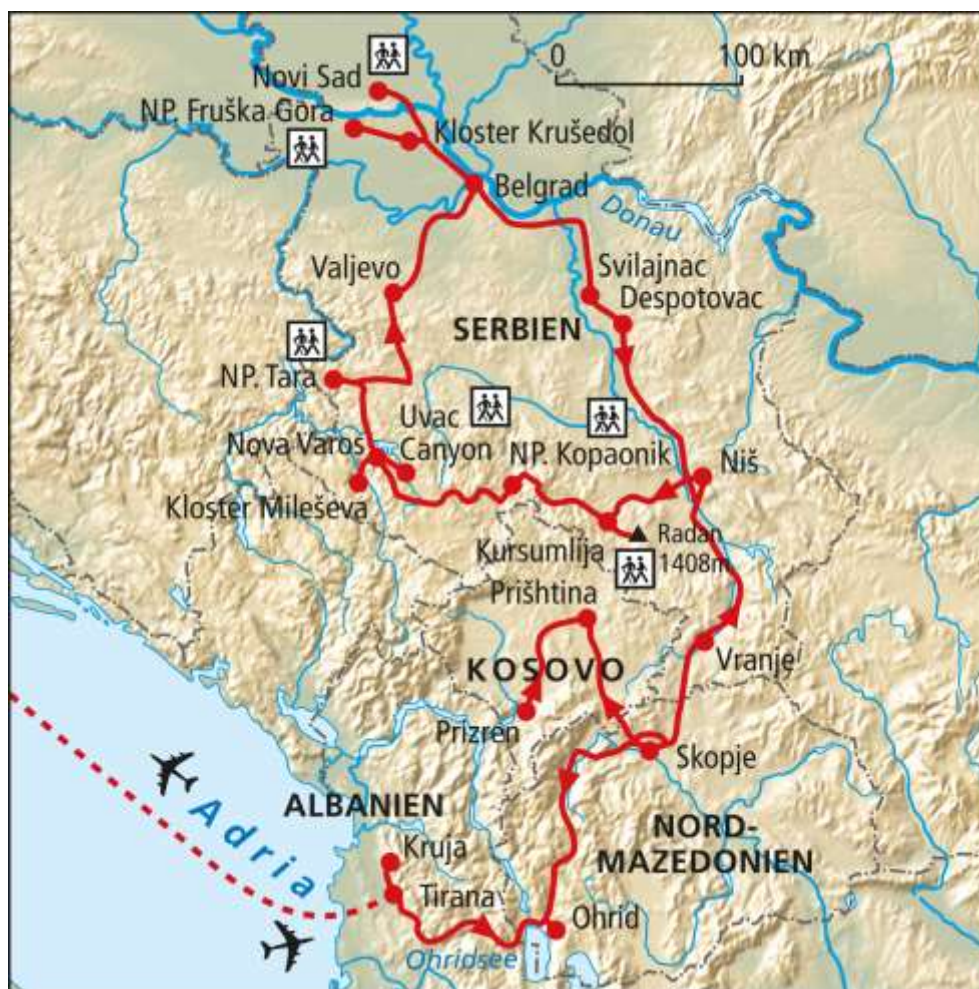 0 100 km
Novi Sad
NP. Fruška Gora
Kloster Krušedol
Belgrad
Donau
Valjevo
Svilajnac
Despotovac
SERBIEN
NP. Tara
Uvac
Canyon
Nova Varos
NP. Kopaonik
Niš
Kloster Mileševa
Kursumlija
Radan
1408m
Prishtina
KOSOVO
Vranje
Prizren
Skopje
ALBANIEN
Adria
NORD-
MAZEDONIEN
Kruja
Tirana
Ohrid
Ohridsee